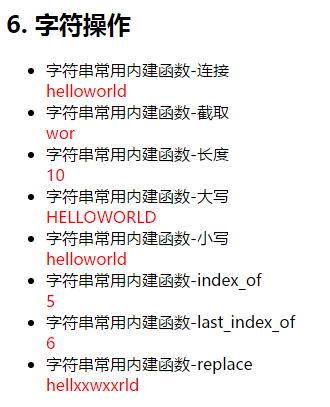 6. 字符操作
字符串常用内建函数-连接
helloworld
字符串常用内建函数-截取
wor
字符串常用内建函数-长度
10
字符串常用内建函数-大写
HELLOWORLD
字符串常用内建函数-小写
helloworld
字符串常用内建函数-index_of
5
字符串常用内建函数-last_index_of
6
字符串常用内建函数-replace
hellxxwxxrld